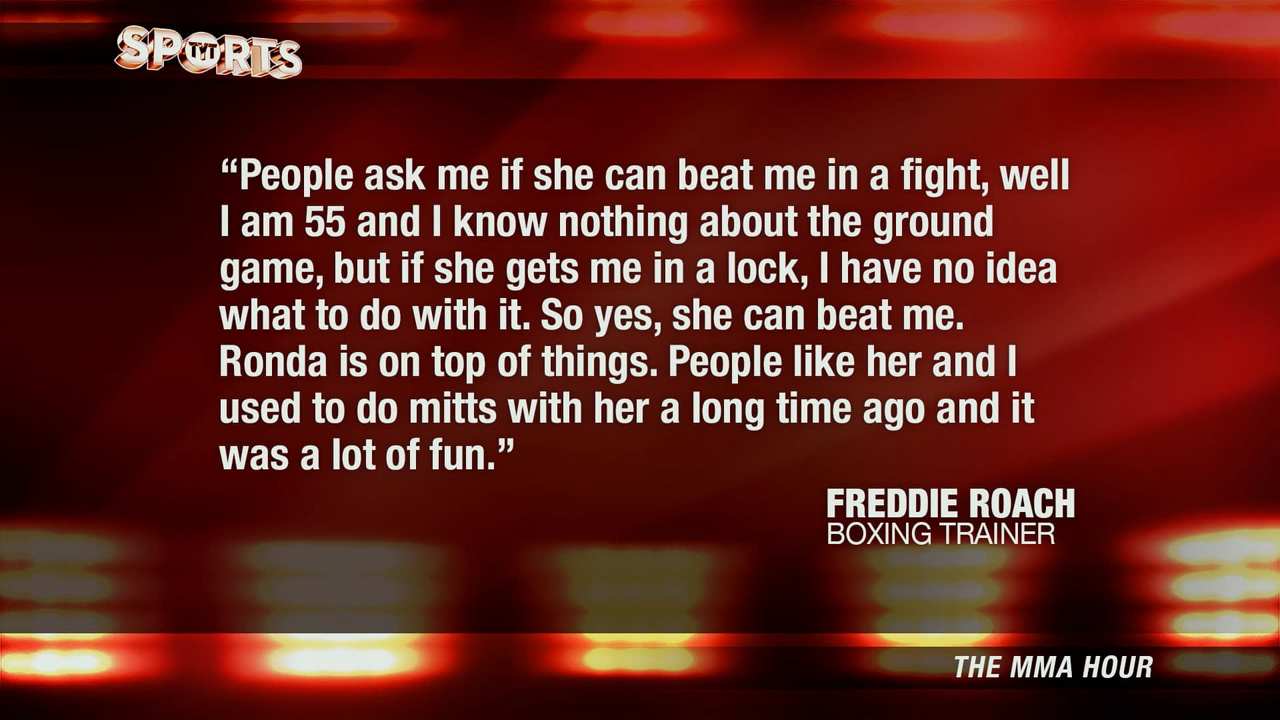 SPORTS
TYT
“People ask me if she can beat me in a fight, well
I am 55 and I know nothing about the ground
game, but if she gets me in a lock, I have no idea
what to do with it. So yes, she can beat me.
Ronda is on top of things. People like her and I
used to do mitts with her a long time ago and it
was a lot of fun.”
FREDDIE ROACH
BOXING TRAINER
THE MMA HOUR